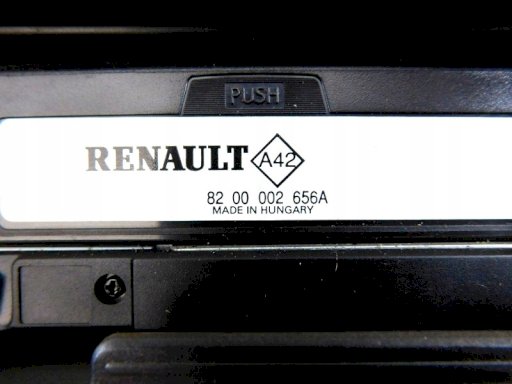 PUSH
RENAULT A42
82 00 002 656A
MADE IN HUNGARY